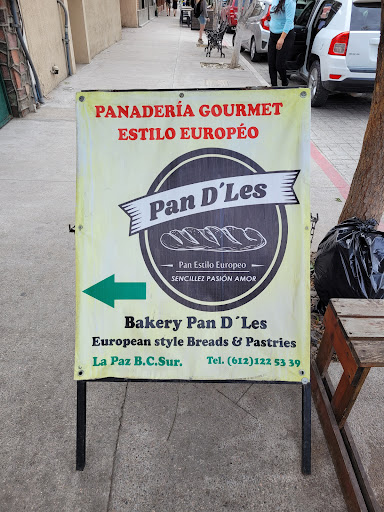 PANADERÍA GOURMET
ESTILO EUROPÉO
Pan D´Les
Pan Estilo Europeo
SENCILLEZ PASIÓN AMOR
Bakery Pan D´Les
European style Breads & Pastries
La Paz B.C.Sur. Tel. (612)122 53 39